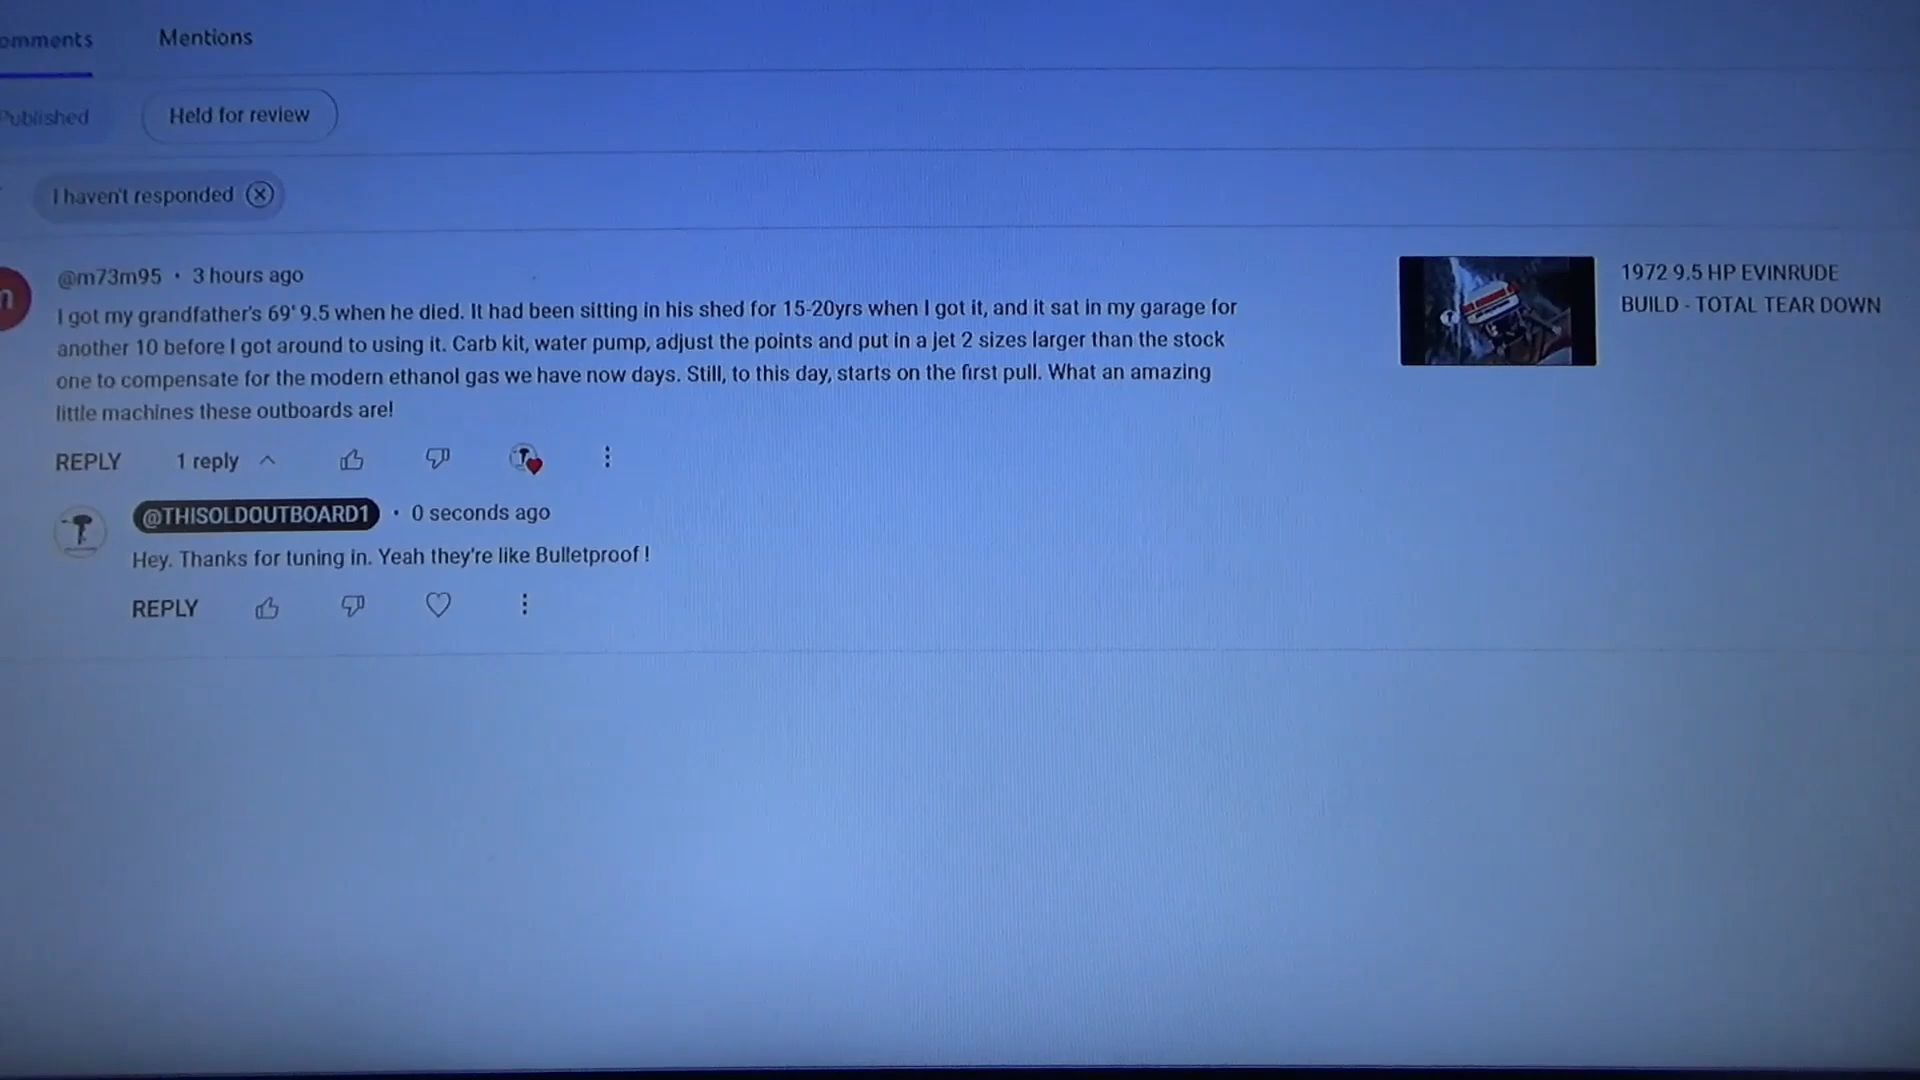 omments Mentions
Published Held for review
I haven't responded
@m73m95 · 3 hours ago
I got my grandfather's 69' 9.5 when he died. It had been sitting in his shed for 15-20yrs when I got it, and it sat in my garage for
another 10 before I got around to using it. Carb kit, water pump, adjust the points and put in a jet 2 sizes larger than the stock
one to compensate for the modern ethanol gas we have now days. Still, to this day, starts on the first pull. What an amazing
little machines these outboards are!
REPLY 1 reply
@THISOLDOUTBOARD1 · 0 seconds ago
Hey. Thanks for tuning in. Yeah they're like Bulletproof !
REPLY
1972 9.5 HP EVINRUDE
BUILD - TOTAL TEAR DOWN